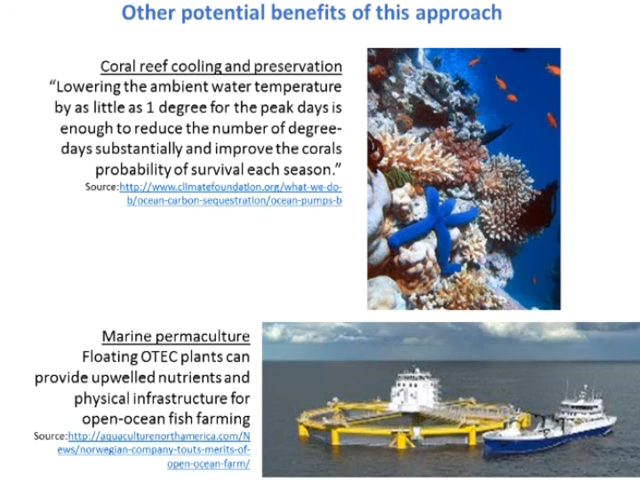 Other potential benefits of this approach
Coral reef cooling and preservation
“Lowering the ambient water temperature
by as little as 1 degree for the peak days is
enough to reduce the number of degree-
days substantially and improve the corals
probability of survival each season.”
Source:http://www.climatefoundation.org/what-we-do-
b/ocean-carbon-sequestration/ocean-pumps-b
Marine permaculture
Floating OTEC plants can
provide upwelled nutrients and
physical infrastructure for
open-ocean fish farming
Source:http://aquaculturenorthamerica.com/N
ews/norwegian-company-touts-merits-of-
open-ocean-farm/